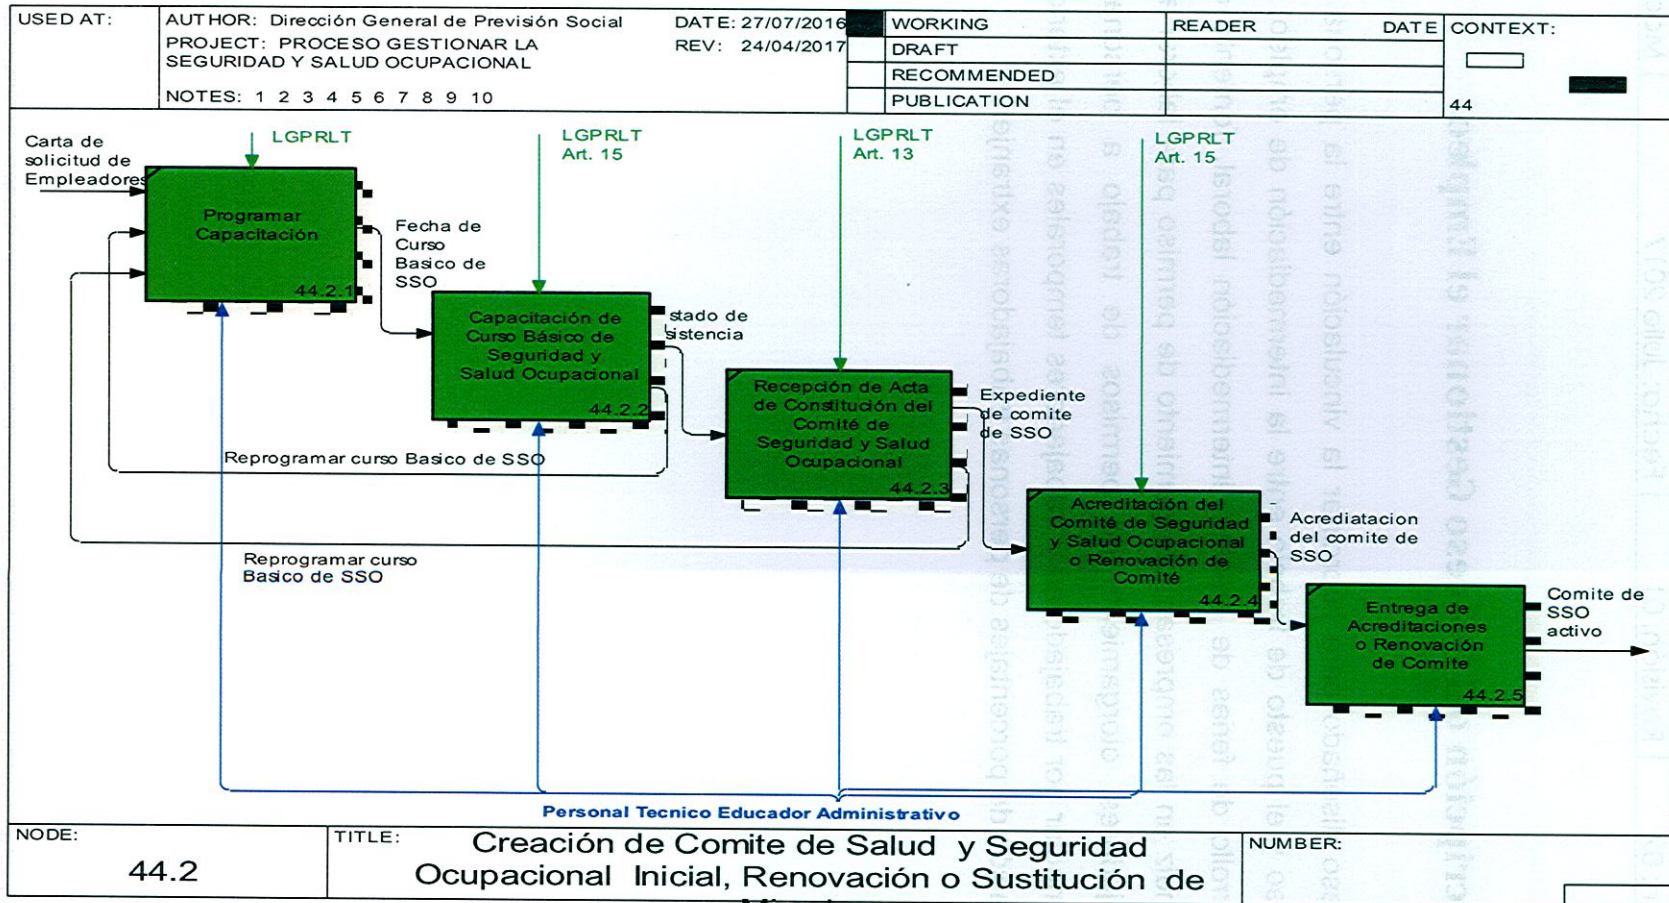 USED AT:
AUTHOR: Dirección General de Previsión Social
DATE: 27/07/2016
PROJECT: PROCESO GESTIONAR LA
SEGURIDAD Y SALUD OCUPACIONAL
REV: 24/04/2017
NOTES: 1 2 3 4 5 6 7 8 9 10
WORKING
DRAFT
RECOMMENDED
PUBLICATION
READER
DATE
CONTEXT:
44
Carta de
solicitud de
Empleadores
LGPRLT
Programar
Capacitación
44.2.1
Fecha de
Curso
Basico de
SSO
LGPRLT
Art. 15
Capacitación de
Curso Básico de
Seguridad y
Salud Ocupacional
44.2.2
stado de
sistencia
Reprogramar curso Basico de SSO
LGPRLT
Art. 13
Recepción de Acta
de Constitución del
Comité de
Seguridad y Salud
Ocupacional
44.2.3
Expediente
de comite
de SSO
Reprogramar curso
Basico de SSO
LGPRLT
Art. 15
Acreditación del
Comité de Seguridad
y Salud Ocupacional
o Renovación de
Comité
44.2.4
Acrediatacion
del comite de
SSO
Entrega de
Acreditaciones
o Renovación
de Comite
44.2.5
Comite de
SSO
activo
Personal Tecnico Educador Administrativo
NODE:
44.2
TITLE:
Creación de Comite de Salud y Seguridad
Ocupacional Inicial, Renovación o Sustitución de
NUMBER: